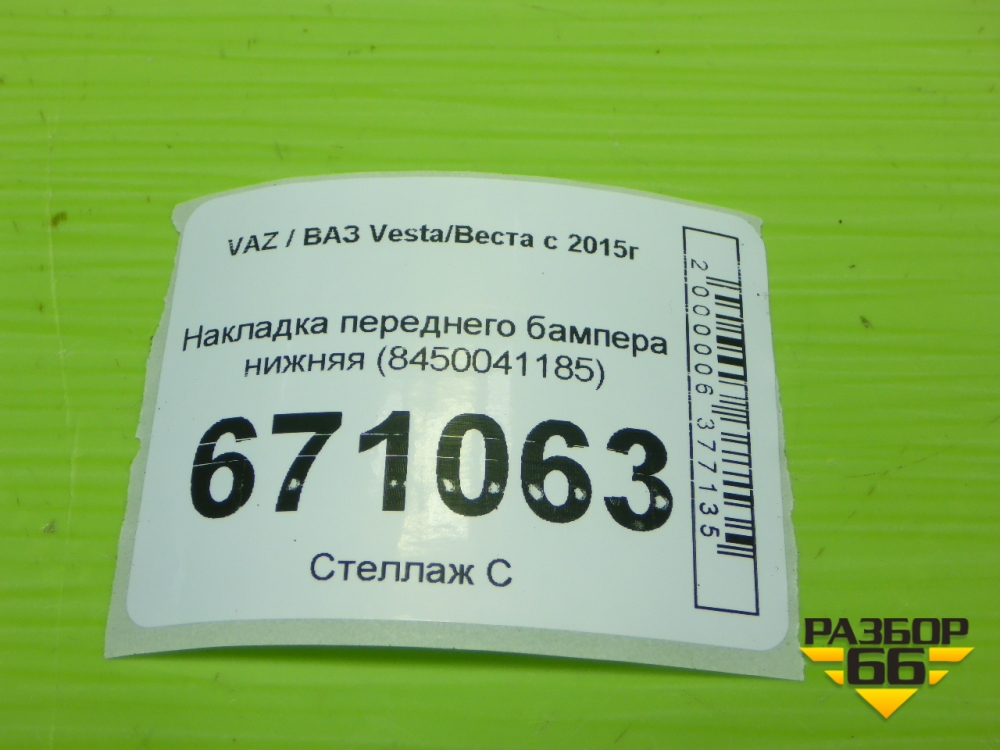 VAZ / ВАЗ Vesta/Веста с 2015г
Накладка переднего бампера
нижняя (8450041185)
671063
Стеллаж С
2000006377135
РАЗБОР
66